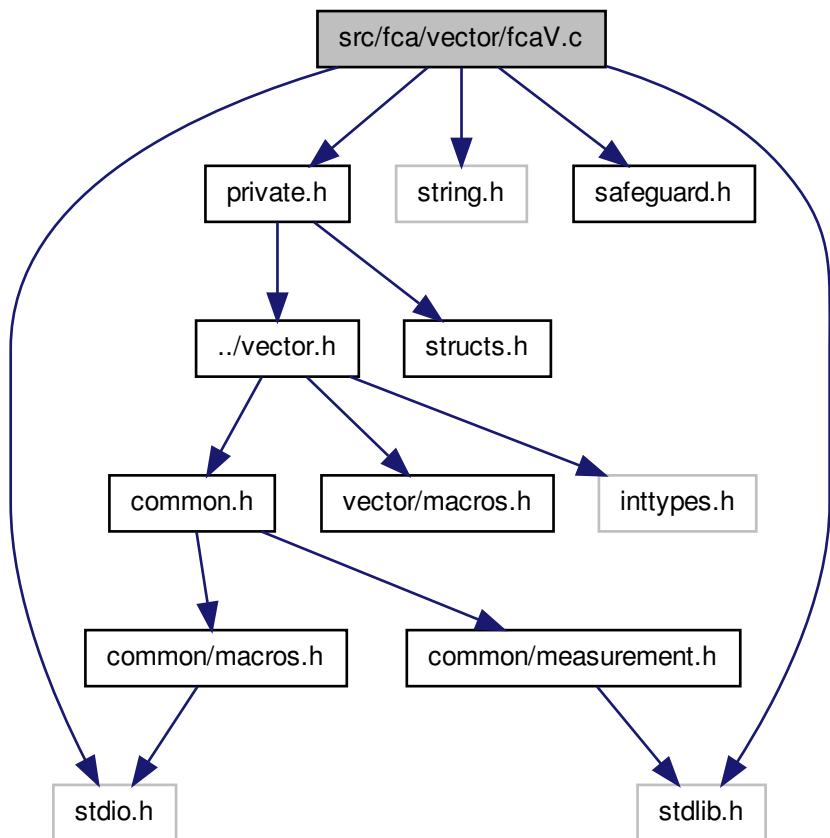 src/fca/vector/fcaV.c
private.h
string.h
safeguard.h
../vector.h
structs.h
common.h
vector/macros.h
inttypes.h
common/macros.h
common/measurement.h
stdio.h
stdlib.h